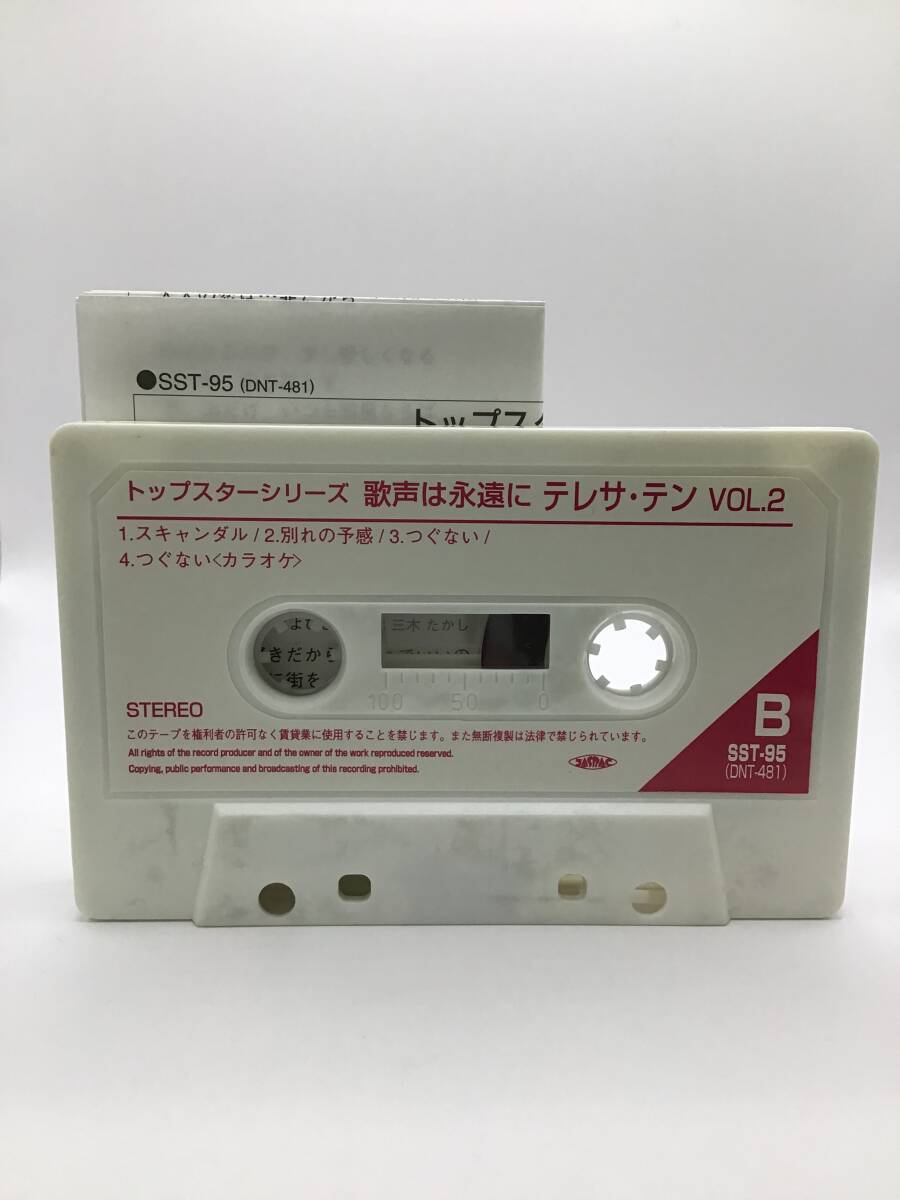 ●SST-95 (DNT-481)
トップスターシリーズ 歌声は永遠に テレサ・テン VOL.2
1.スキャンダル/2.別れの予感/3.つぐない/
4.つぐない〈カラオケ〉
三木 たかし
きだから
街を
100 50 0
STEREO
B
このテープを権利者の許可なく賃貸業に使用することを禁じます。また無断複製は法律で禁じられています。
SST-95
All rights of the record producer and of the owner of the work reproduced reserved.
(DNT-481)
Copying, public performance and broadcasting of this recording prohibited.
JASRAC